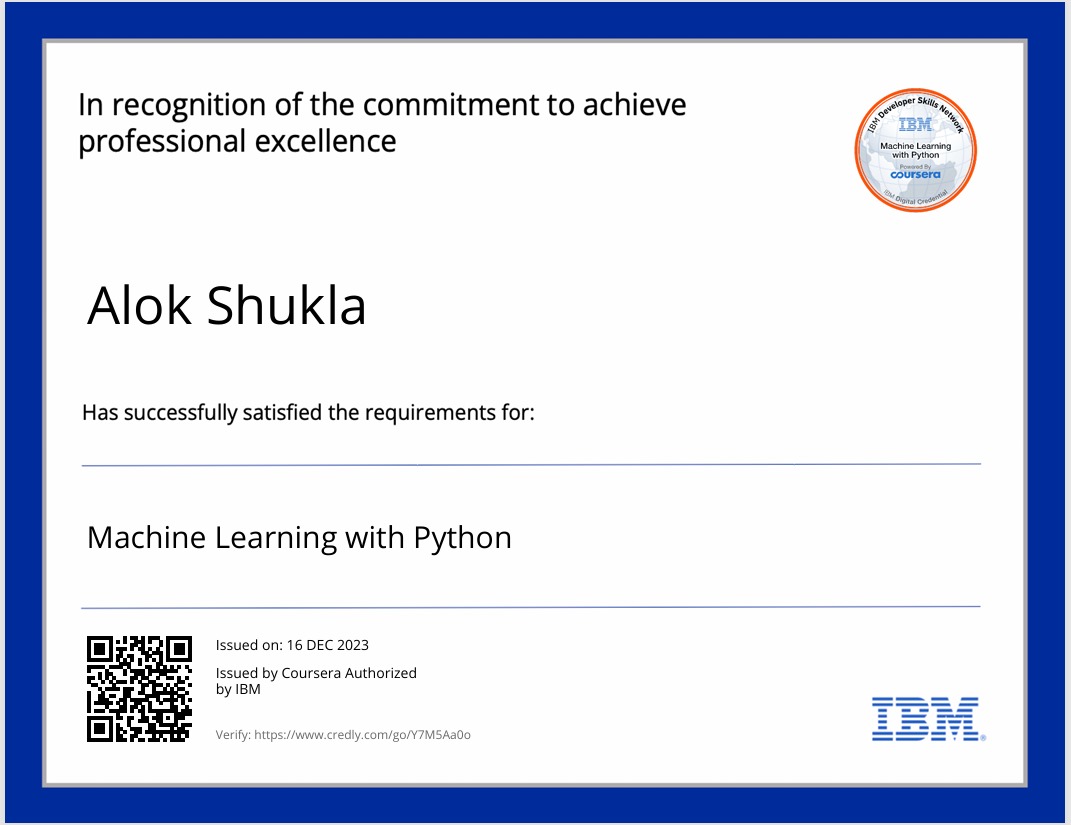 In recognition of the commitment to achieve
professional excellence
IBM Developer Skills Network
IBM
Machine Learning
with Python
Powered By
coursera
IBM Digital Credential
Alok Shukla
Has successfully satisfied the requirements for:
Machine Learning with Python
Issued on: 16 DEC 2023
Issued by Coursera Authorized
by IBM
Verify: https://www.credly.com/go/Y7M5Aa0o
IBM®